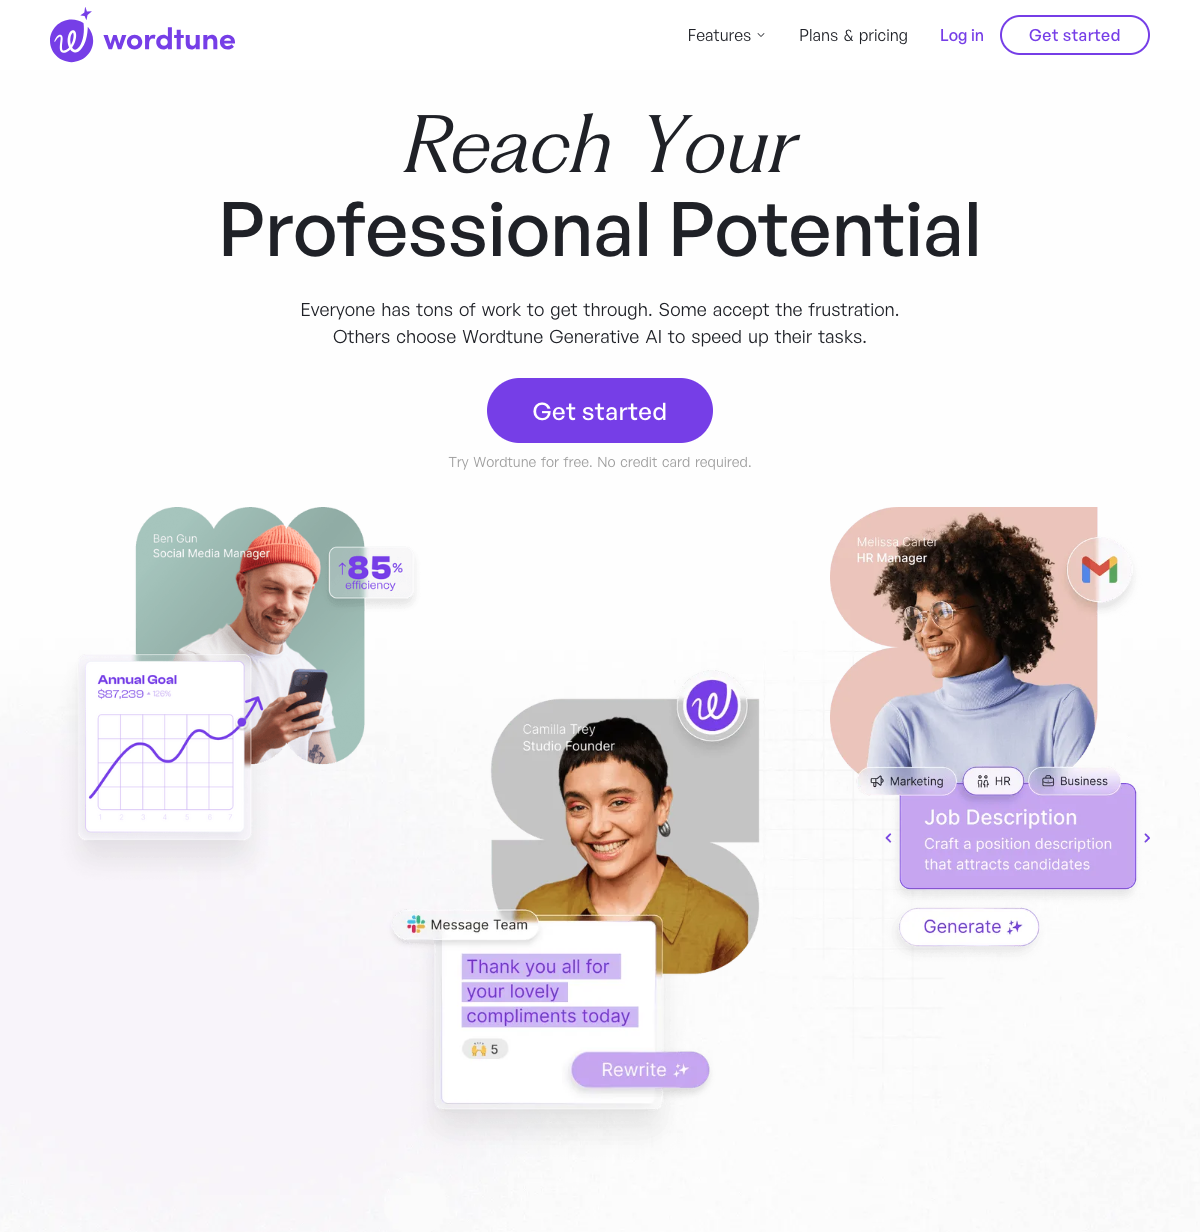 wordtune
Features
Plans & pricing
Log in
Get started
Reach Your
Professional Potential
Everyone has tons of work to get through. Some accept the frustration.
Others choose Wordtune Generative AI to speed up their tasks.
Get started
Try Wordtune for free. No credit card required.
Ben Gun
Social Media Manager
↑85%
efficiency
Annual Goal
$87,239 • 126%
1 2 3 4 5 6 7
Camilla Trey
Studio Founder
Message Team
Thank you all for
your lovely
compliments today
🙌 5
Rewrite
Melissa Carter
HR Manager
Marketing
HR
Business
Job Description
Craft a position description
that attracts candidates
Generate